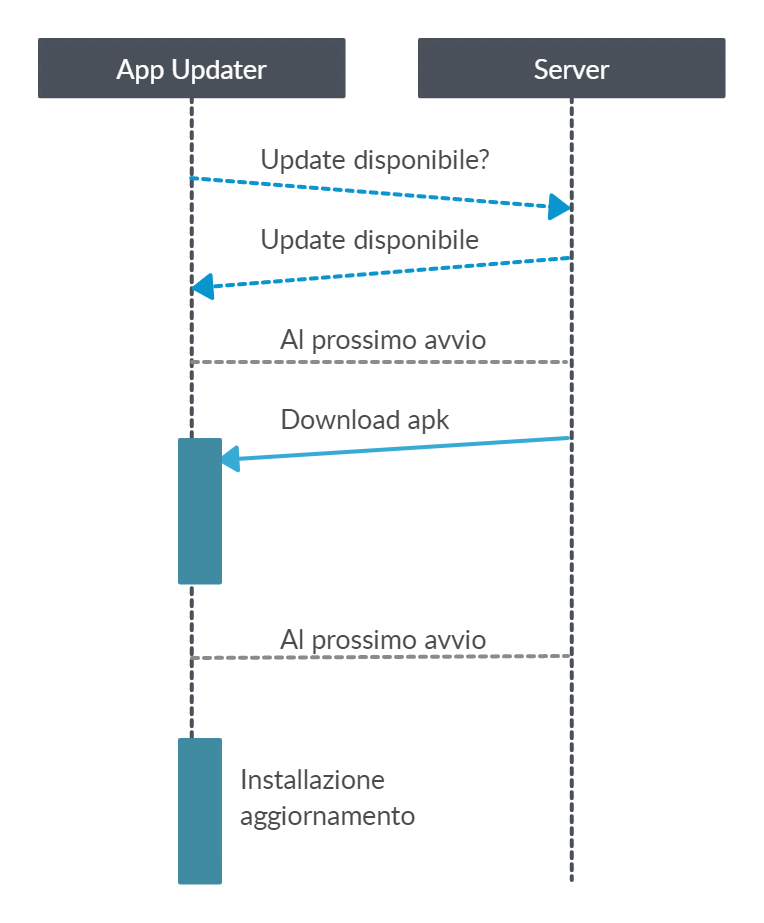 App Updater
Server
Update disponibile?
Update disponibile
Al prossimo avvio
Download apk
Al prossimo avvio
Installazione
aggiornamento